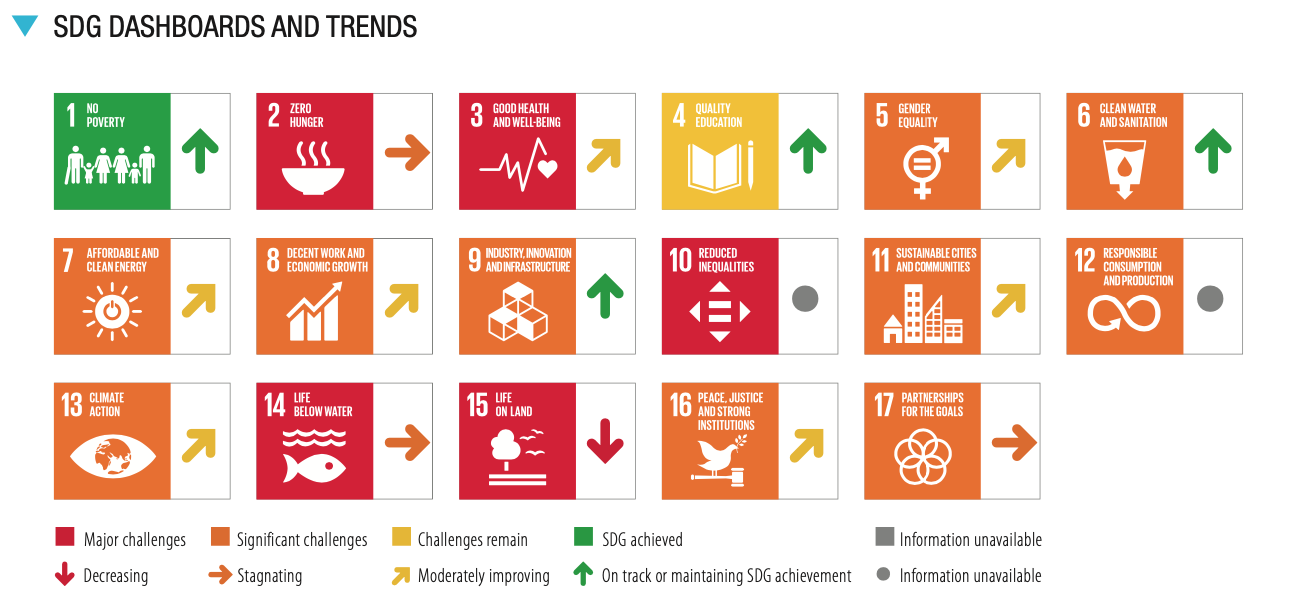 SDG DASHBOARDS AND TRENDS
1 NO
POVERTY
2 ZERO
HUNGER
3 GOOD HEALTH
AND WELL-BEING
4 QUALITY
EDUCATION
5 GENDER
EQUALITY
6 CLEAN WATER
AND SANITATION
7 AFFORDABLE AND
CLEAN ENERGY
8 DECENT WORK AND
ECONOMIC GROWTH
9 INDUSTRY, INNOVATION
AND INFRASTRUCTURE
10 REDUCED
INEQUALITIES
11 SUSTAINABLE CITIES
AND COMMUNITIES
12 RESPONSIBLE
CONSUMPTION
AND PRODUCTION
13 CLIMATE
ACTION
14 LIFE
BELOW WATER
15 LIFE
ON LAND
16 PEACE, JUSTICE
AND STRONG
INSTITUTIONS
17 PARTNERSHIPS
FOR THE GOALS
Major challenges
Significant challenges
Challenges remain
SDG achieved
Information unavailable
Decreasing
Stagnating
Moderately improving
On track or maintaining SDG achievement
Information unavailable